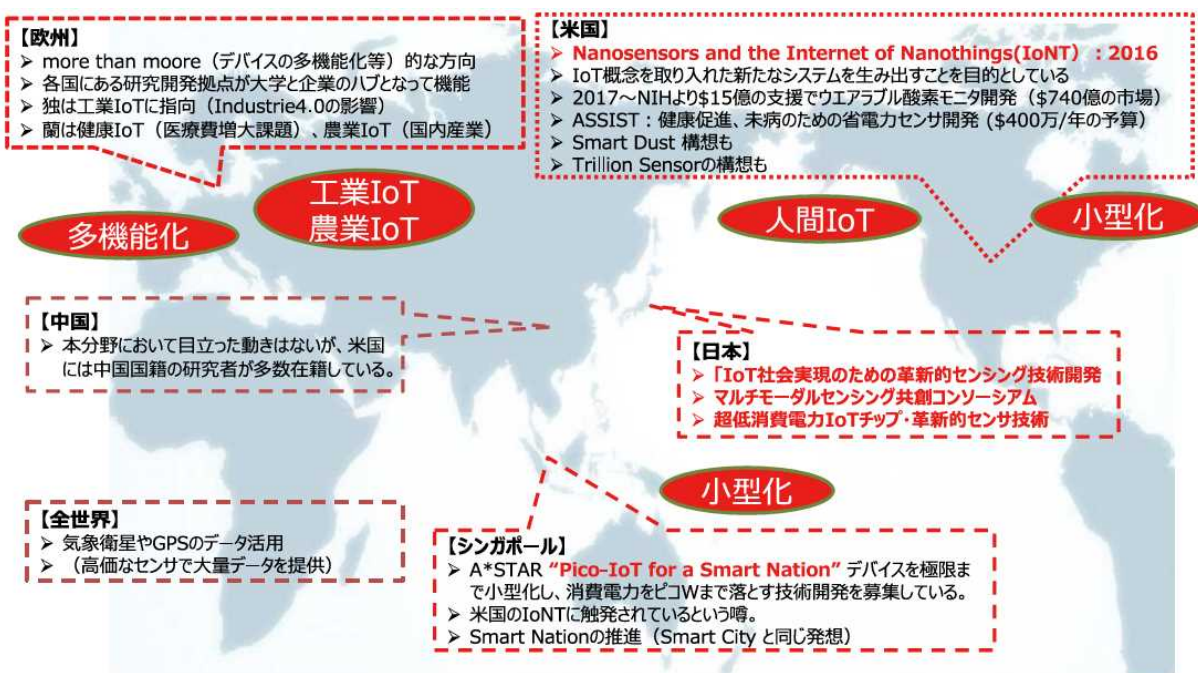 【欧州】
➢ more than moore（デバイスの多機能化等）的な方向
➢ 各国にある研究開発拠点が大学と企業のハブとなって機能
➢ 独は工業IoTに指向（Industrie4.0の影響）
➢ 蘭は健康IoT（医療費増大課題）、農業IoT（国内産業）
【米国】
➢ Nanosensors and the Internet of Nanothings(IoNT）：2016
➢ IoT概念を取り入れた新たなシステムを生み出すことを目的としている
➢ 2017～NIHより$15億の支援でウエアラブル酸素モニタ開発（$740億の市場）
➢ ASSIST：健康促進、未病のための省電力センサ開発 ($400万/年の予算）
➢ Smart Dust 構想も
➢ Trillion Sensorの構想も
多機能化
工業IoT
農業IoT
人間IoT
小型化
【中国】
➢ 本分野において目立った動きはないが、米国
には中国国籍の研究者が多数在籍している。
【日本】
➢ 「IoT社会実現のための革新的センシング技術開発
➢ マルチモーダルセンシング共創コンソーシアム
➢ 超低消費電力IoTチップ・革新的センサ技術
小型化
【全世界】
➢ 気象衛星やGPSのデータ活用
➢ （高価なセンサで大量データを提供）
【シンガポール】
➢ A*STAR “Pico-IoT for a Smart Nation” デバイスを極限ま
で小型化し、消費電力をピコWまで落とす技術開発を募集している。
➢ 米国のIoNTに触発されているという噂。
➢ Smart Nationの推進（Smart City と同じ発想）